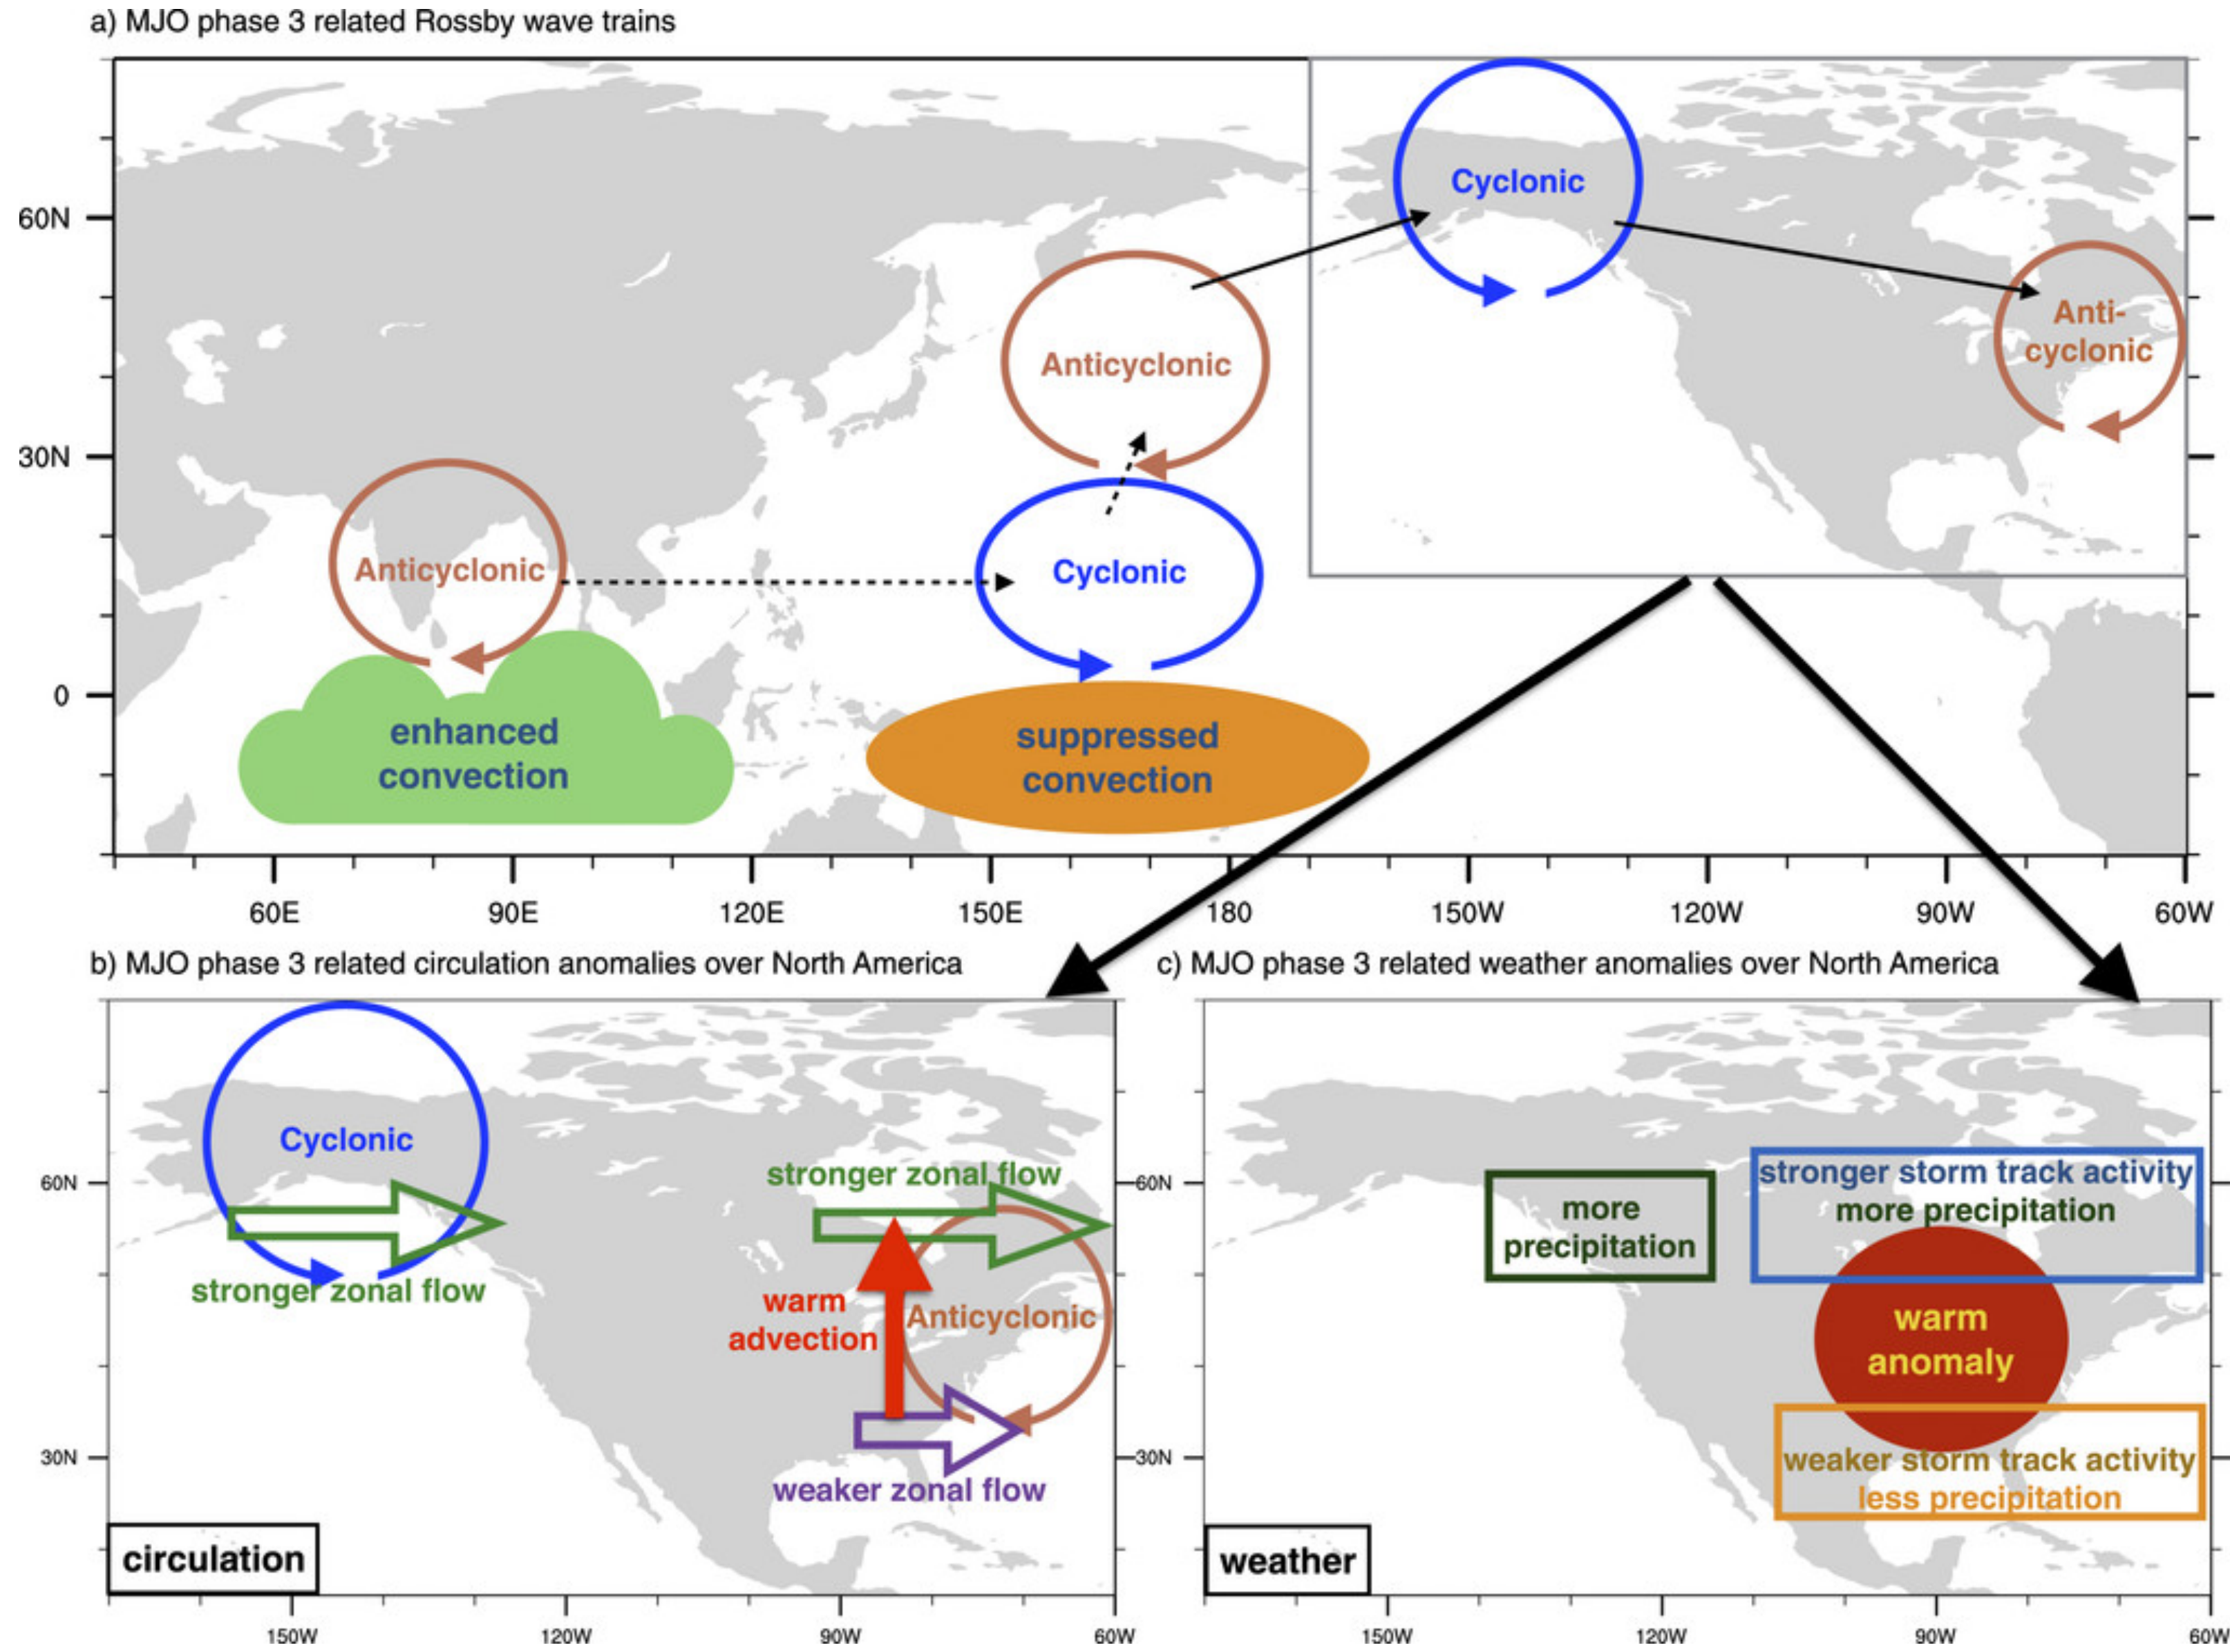 a) MJO phase 3 related Rossby wave trains
60N
30N
0
Cyclonic
Anti-
cyclonic
Anticyclonic
Anticyclonic
Cyclonic
enhanced
convection
suppressed
convection
60E 90E 120E 150E 180 150W 120W 90W 60W
b) MJO phase 3 related circulation anomalies over North America
Cyclonic
stronger zonal flow
stronger zonal flow
warm
advection
Anticyclonic
weaker zonal flow
circulation
60N
30N
150W 120W 90W 60W
c) MJO phase 3 related weather anomalies over North America
more
precipitation
stronger storm track activity
more precipitation
warm
anomaly
weaker storm track activity
less precipitation
weather
60N
30N
150W 120W 90W 60W